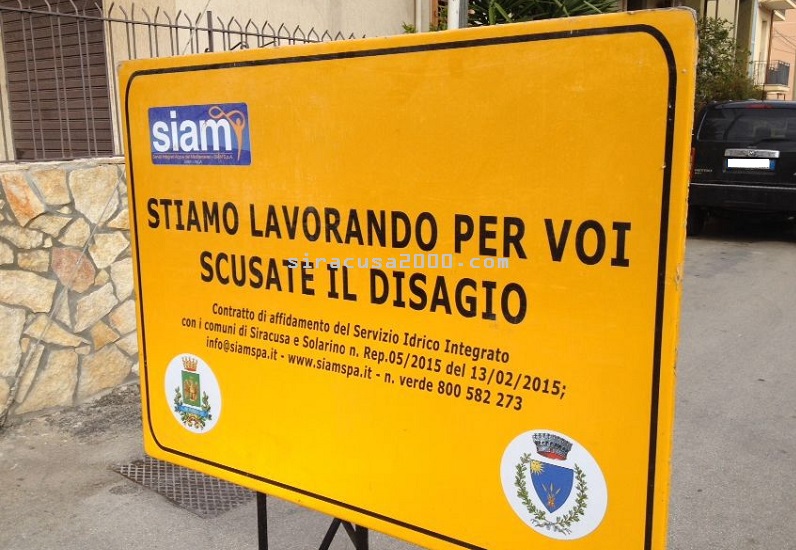 siam
STIAMO LAVORANDO PER VOI
SCUSATE IL DISAGIO
siracusa2000.com
Contratto di affidamento del Servizio Idrico Integrato
con i comuni di Siracusa e Solarino n. Rep.05/2015 del 13/02/2015;
info@siamspa.it - www.siamspa.it - n. verde 800 582 273